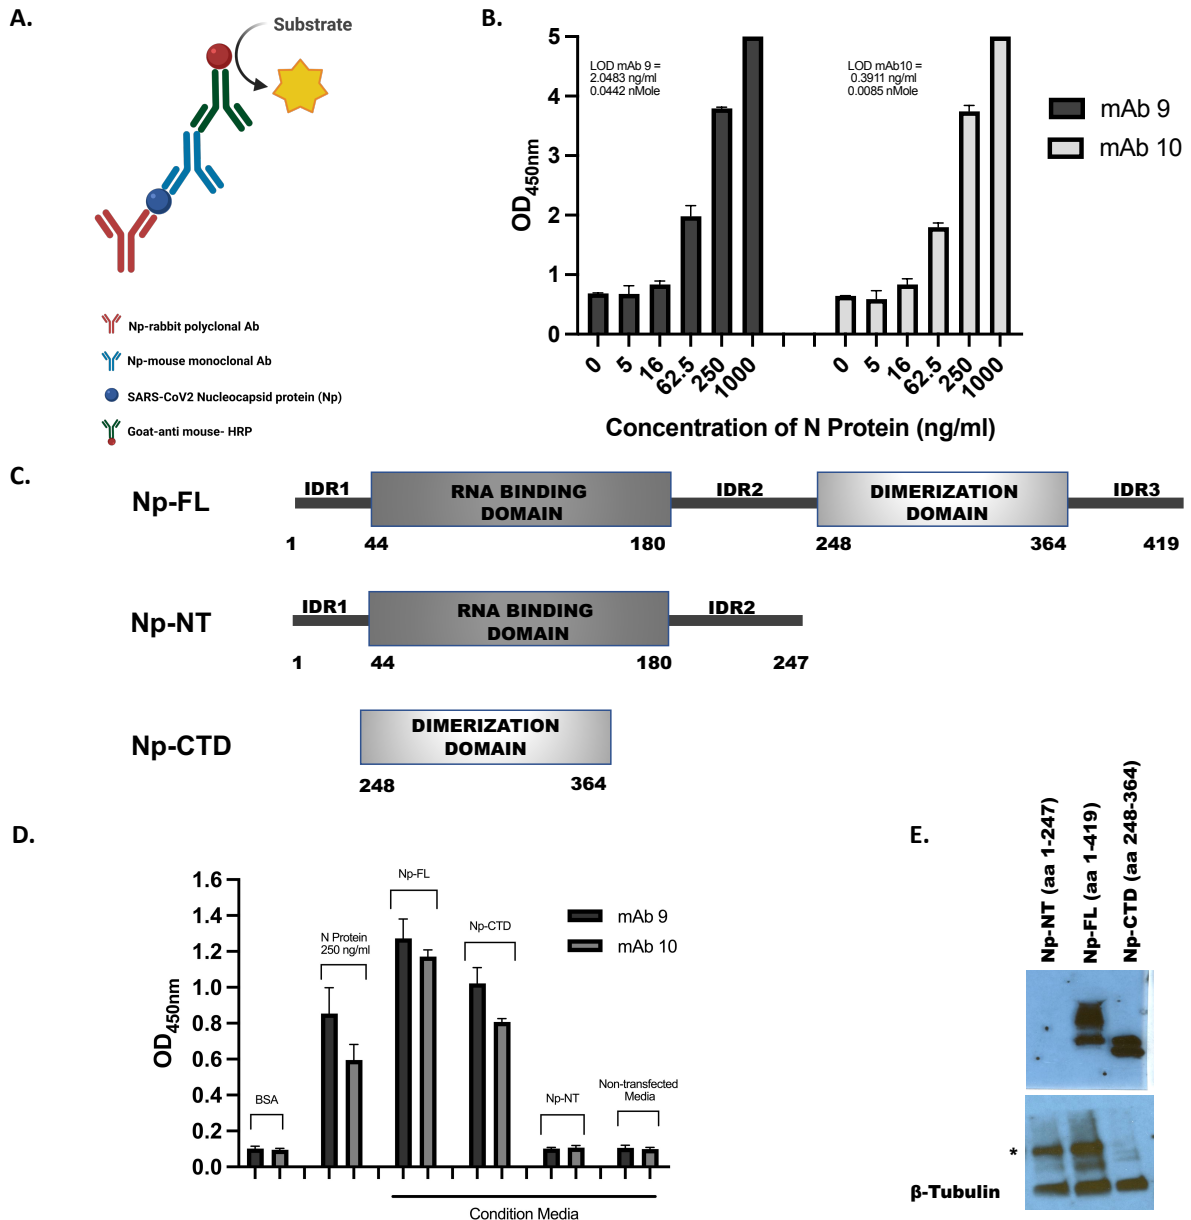 A.
Substrate
Np-rabbit polyclonal Ab
Np-mouse monoclonal Ab
SARS-CoV2 Nucleocapsid protein (Np)
Goat-anti mouse- HRP
B.
5
4
3
2
1
0
OD450nm
LOD mAb 9 =
2.0483 ng/ml
0.0442 nMole
LOD mAb10 =
0.3911 ng/ml
0.0085 nMole
mAb 9
mAb 10
0
5
16
62.5
250
1000
0
5
16
62.5
250
1000
Concentration of N Protein (ng/ml)
C.
Np-FL
IDR1
RNA BINDING
DOMAIN
IDR2
DIMERIZATION
DOMAIN
IDR3
1
44
180
248
364
419
Np-NT
IDR1
RNA BINDING
DOMAIN
IDR2
1
44
180
247
Np-CTD
DIMERIZATION
DOMAIN
248
364
D.
1.6
1.4
1.2
1.0
0.8
0.6
0.4
0.2
0.0
OD450nm
BSA
N Protein
250 ng/ml
Np-FL
Np-CTD
Np-NT
Non-transfected
Media
mAb 9
mAb 10
Condition Media
E.
Np-NT (aa 1-247)
Np-FL (aa 1-419)
Np-CTD (aa 248-364)
*
β-Tubulin